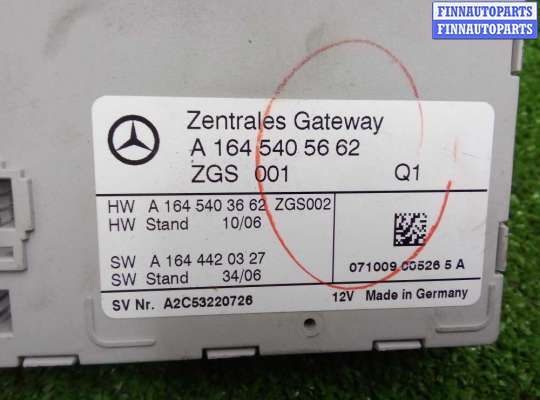 FINNAUTOPARTS
FINNAUTOPARTS
Zentrales Gateway
A 164 540 56 62
ZGS 001 Q1
HW A 164 540 36 62 ZGS002
HW Stand 10/06
SW A 164 442 03 27
SW Stand 34/06
071009 00526 5 A
SV Nr. A2C53220726 12V Made in Germany